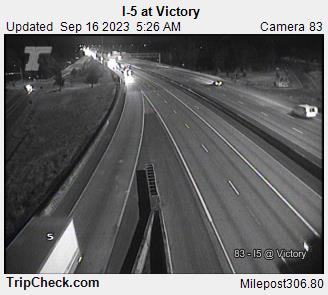 I-5 at Victory
Updated Sep 16 2023 5:26 AM Camera 83
T
S
83 - I5 @ Victory
TripCheck.com Milepost306.80